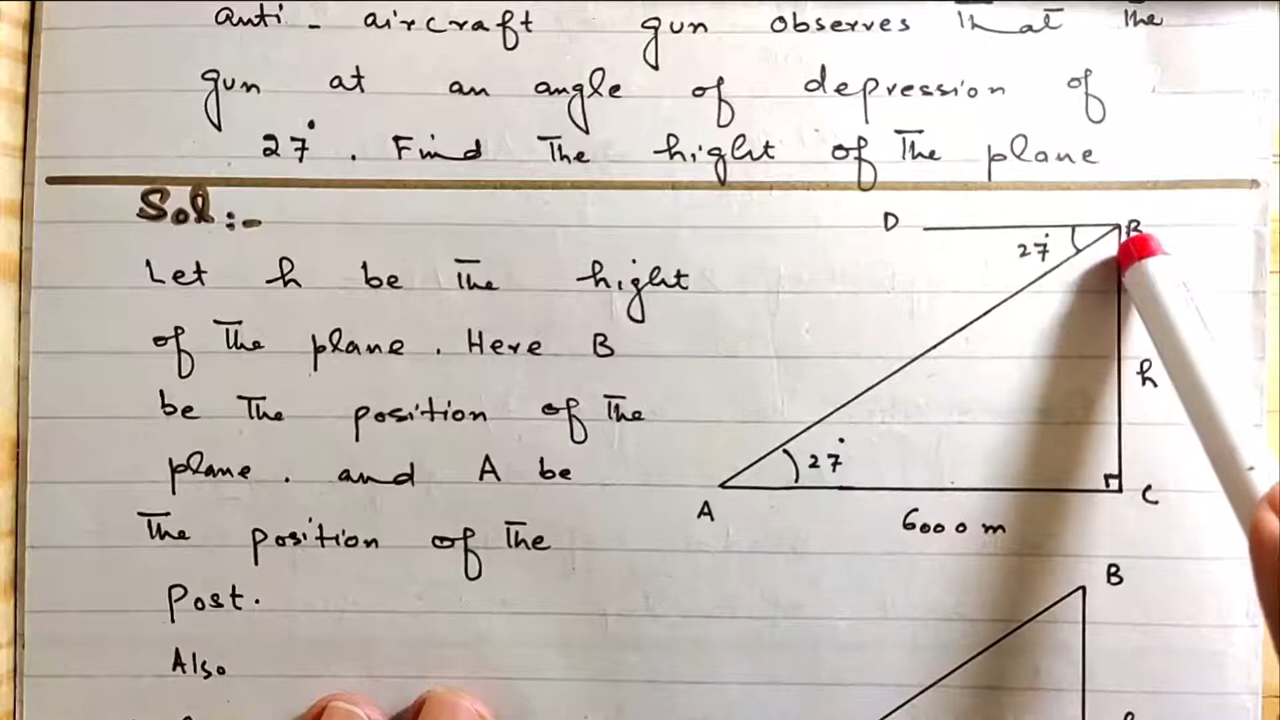 anti - aircraft gun observes that the
gun at an angle of depression of
27° . Find the hight of the plane
Sol:-
Let h be the hight
of the plane . Here B
be the position of the
plane . and A be
the position of the
Post.
Also
D
B
27°
h
27°
A
C
6000 m
B